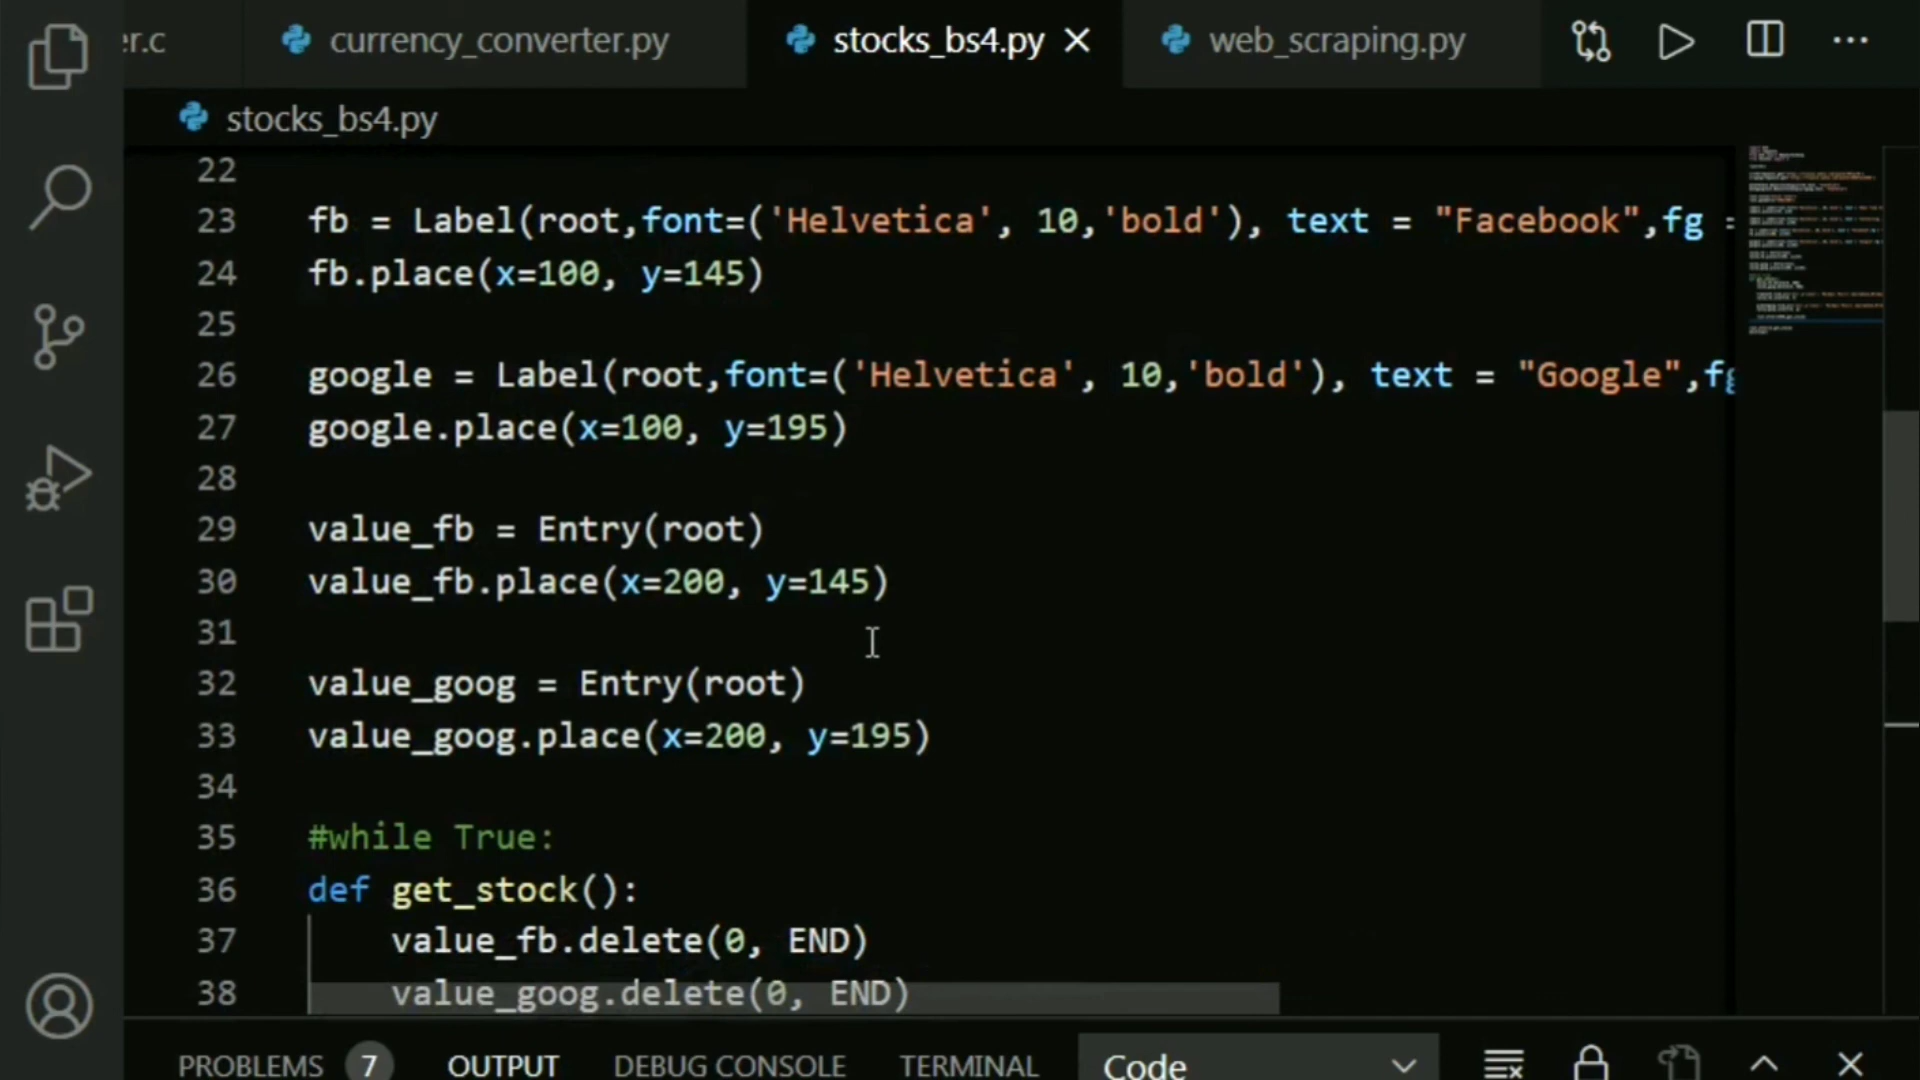 er.c currency_converter.py stocks_bs4.py web_scraping.py
stocks_bs4.py
22
23 fb = Label(root,font=('Helvetica', 10,'bold'), text = "Facebook",fg =
24 fb.place(x=100, y=145)
25
26 google = Label(root,font=('Helvetica', 10,'bold'), text = "Google",fg
27 google.place(x=100, y=195)
28
29 value_fb = Entry(root)
30 value_fb.place(x=200, y=145)
31
32 value_goog = Entry(root)
33 value_goog.place(x=200, y=195)
34
35 #while True:
36 def get_stock():
37 value_fb.delete(0, END)
38 value_goog.delete(0, END)
PROBLEMS 7 OUTPUT DEBUG CONSOLE TERMINAL Code